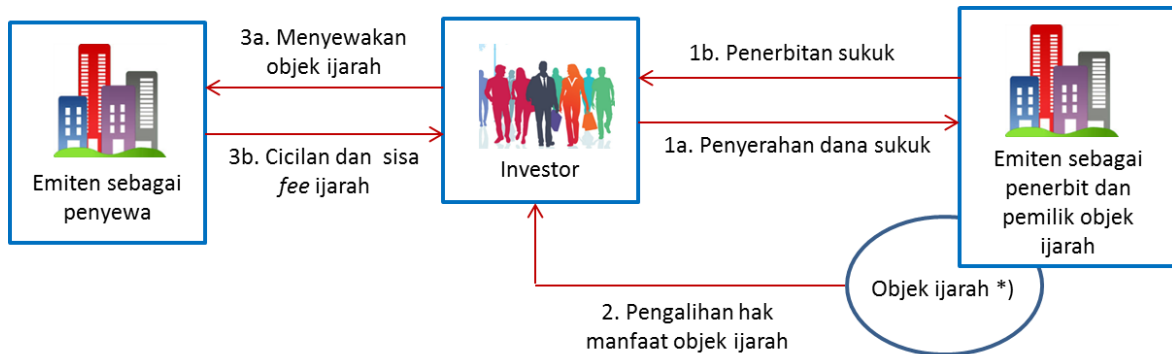 3a. Menyewakan
objek ijarah
3b. Cicilan dan sisa
fee ijarah
Emiten sebagai
penyewa
Investor
1b. Penerbitan sukuk
1a. Penyerahan dana sukuk
Emiten sebagai
penerbit dan
pemilik objek
ijarah
Objek ijarah *)
2. Pengalihan hak
manfaat objek ijarah